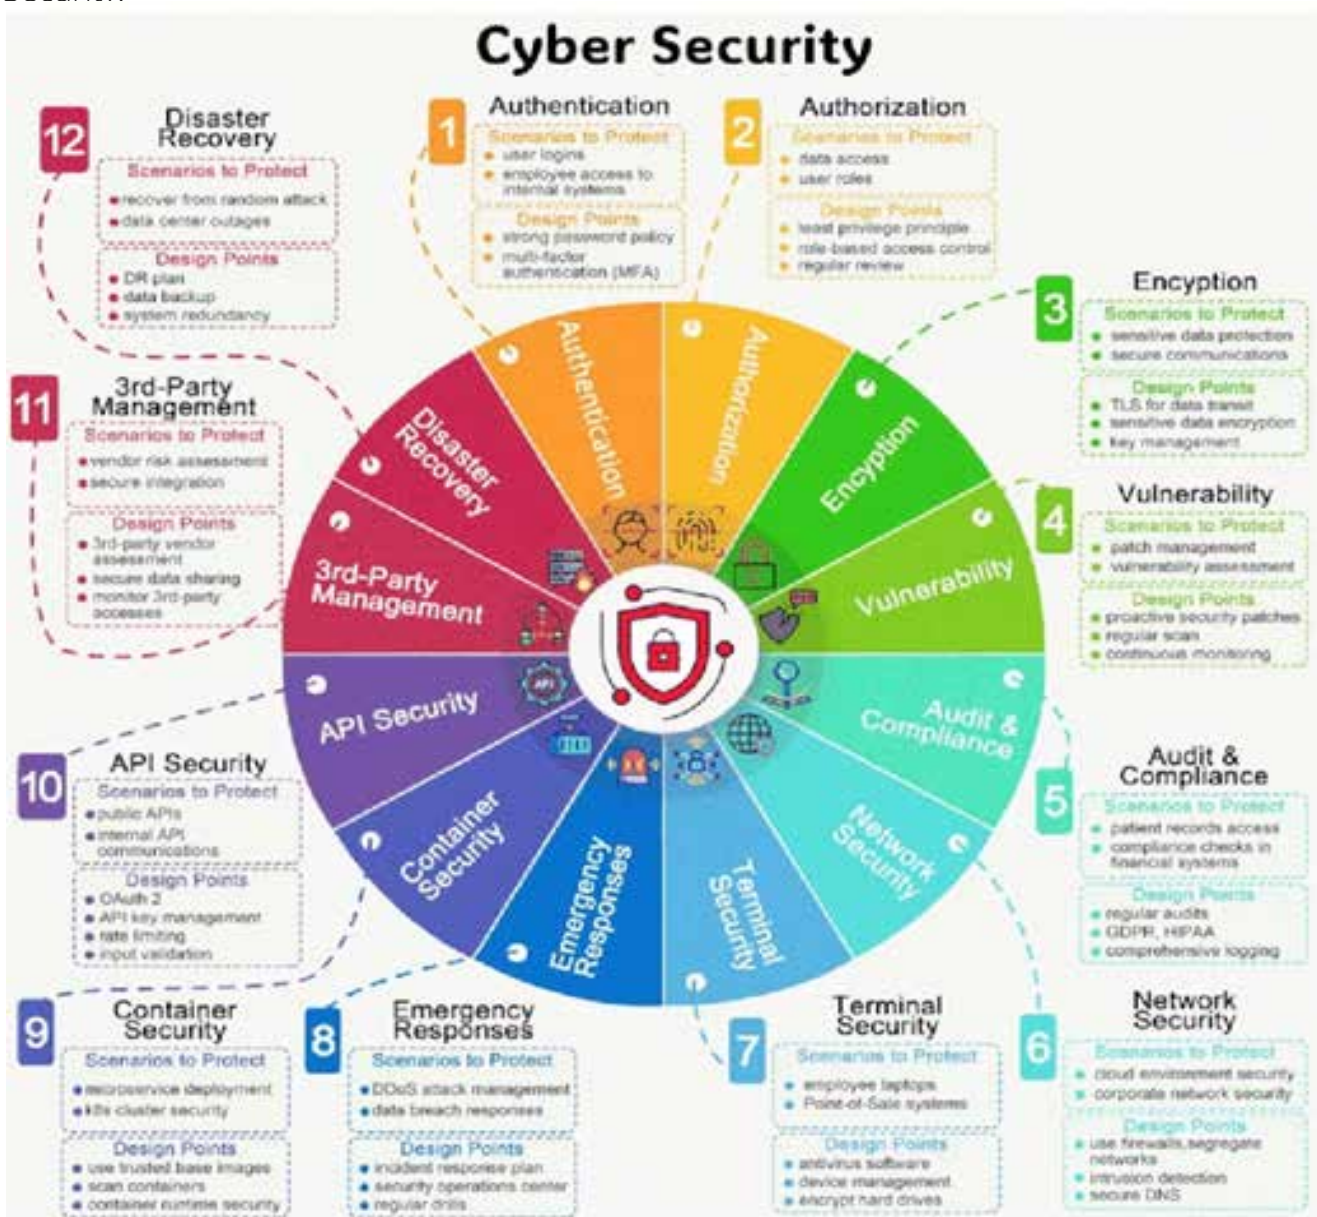 Cyber Security
12
Disaster
Recovery
Scenarios to Protect
recover from random attack
data center outages
Design Points
DR plan
data backup
system redundancy
1
Authentication
Scenarios to Protect
user logins
employee access to
internal systems
Design Points
strong password policy
multi-factor
authentication (MFA)
2
Authorization
Scenarios to Protect
data access
user roles
Design Points
least privilege principle
role-based access control
regular review
3
Encyption
Scenarios to Protect
sensitive data protection
secure communications
Design Points
TLS for data transit
sensitive data encryption
key management
4
Vulnerability
Scenarios to Protect
patch management
vulnerability assessment
Design Points
proactive security patches
regular scan
continuous monitoring
5
Audit &
Compliance
Scenarios to Protect
patient records access
compliance checks in
financial systems
Design Points
regular audits
GDPR, HIPAA
comprehensive logging
6
Network
Security
Scenarios to Protect
cloud environment security
corporate network security
Design Points
use firewalls,segregate
networks
intrusion detection
secure DNS
7
Terminal
Security
Scenarios to Protect
employee laptops
Point-of-Sale systems
Design Points
antivirus software
device management
encrypt hard drives
8
Emergency
Responses
Scenarios to Protect
DDoS attack management
data breach responses
Design Points
incident response plan
security operations center
regular drills
9
Container
Security
Scenarios to Protect
microservice deployment
k8s cluster security
Design Points
use trusted base images
scan containers
container runtime security
10
API Security
Scenarios to Protect
public APIs
internal API
communications
Design Points
OAuth 2
API key management
rate limiting
input validation
11
3rd-Party
Management
Scenarios to Protect
vendor risk assessment
secure integration
Design Points
3rd-party vendor
assessment
secure data sharing
monitor 3rd-party
accesses
Authentication
Authorization
Encyption
Vulnerability
Audit &
Compliance
Network
Security
Terminal
Security
Emergency
Responses
Container
Security
API Security
3rd-Party
Management
Disaster
Recovery
API